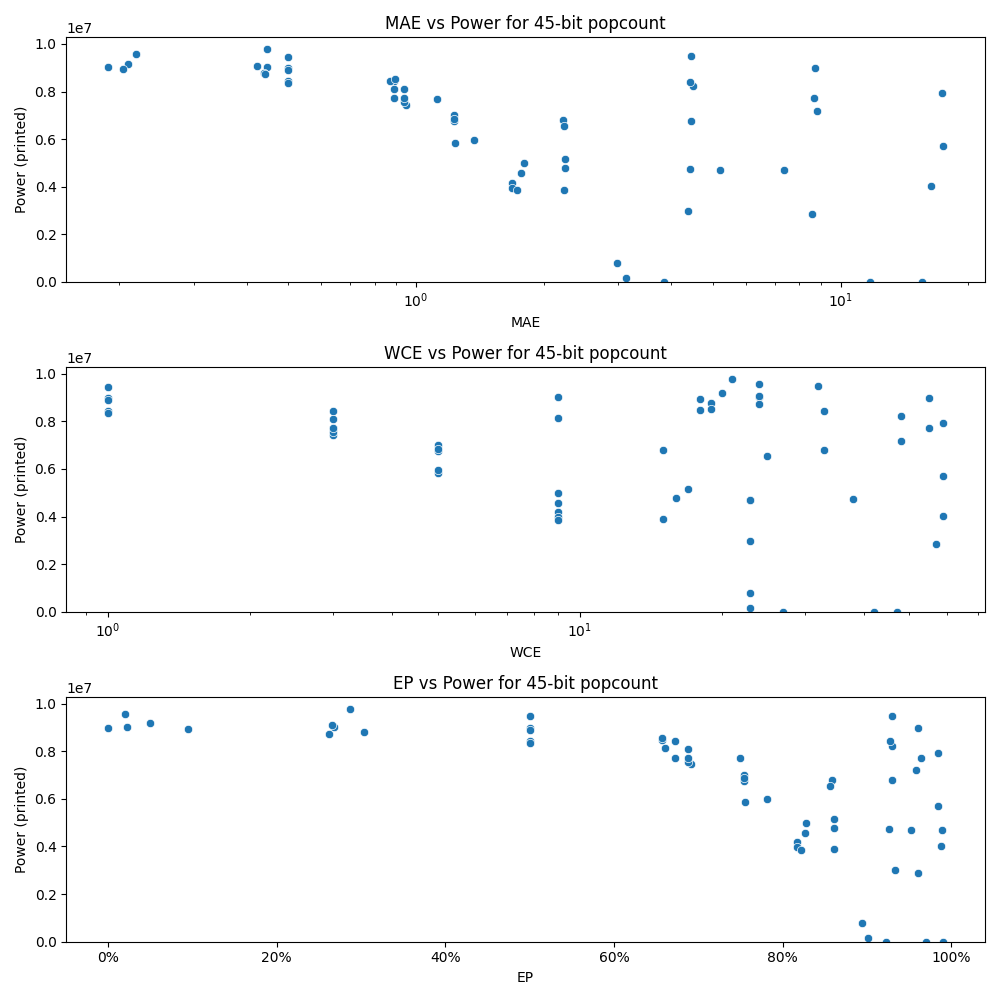 MAE vs Power for 45-bit popcount
1e7
1.0
0.8
0.6
0.4
0.2
0.0
Power (printed)
10⁰ 10¹
MAE
WCE vs Power for 45-bit popcount
1e7
1.0
0.8
0.6
0.4
0.2
0.0
Power (printed)
10⁰ 10¹
WCE
EP vs Power for 45-bit popcount
1e7
1.0
0.8
0.6
0.4
0.2
0.0
Power (printed)
0% 20% 40% 60% 80% 100%
EP